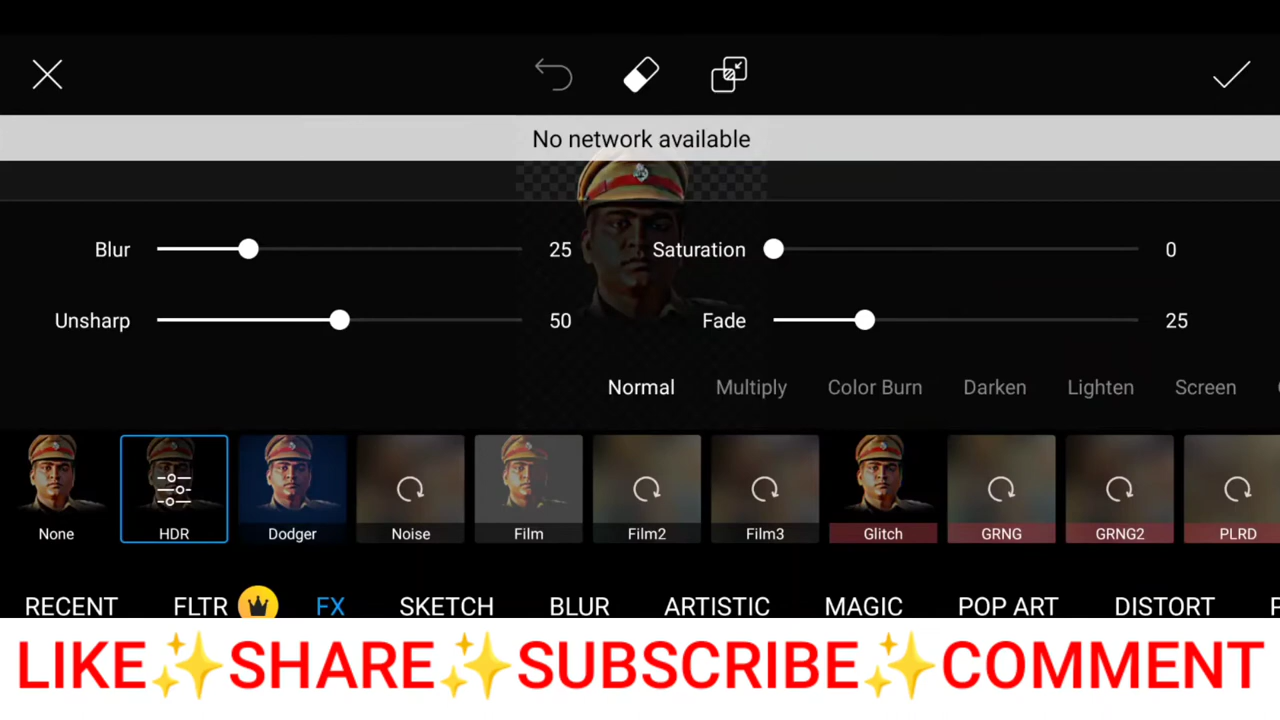 No network available
Blur 25 Saturation 0
Unsharp 50 Fade 25
Normal Multiply Color Burn Darken Lighten Screen
None HDR Dodger Noise Film Film2 Film3 Glitch GRNG GRNG2 PLRD
RECENT FLTR FX SKETCH BLUR ARTISTIC MAGIC POP ART DISTORT
LIKE✨SHARE✨SUBSCRIBE✨COMMENT